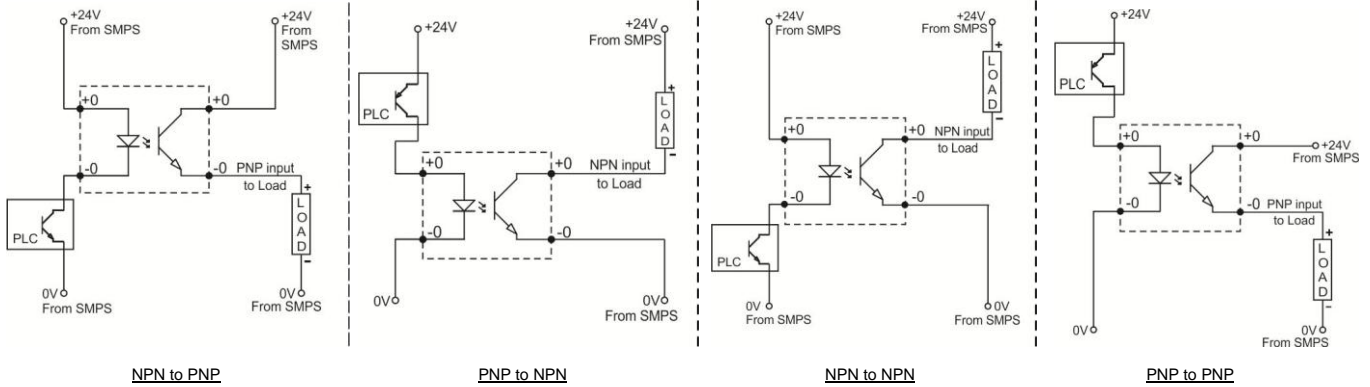 +24V
From SMPS
+24V
From
SMPS
+0
+0
-0
-0
PNP input
to Load
PLC
+
LOAD
-
0V
From SMPS
0V
From SMPS
NPN to PNP
+24V
+24V
From SMPS
PLC
+
LOAD
-
+0
+0
NPN input
to Load
-0
-0
0V
0V
From SMPS
PNP to NPN
+24V
From SMPS
+24V
From SMPS
+
LOAD
-
+0
+0
NPN input
to Load
-0
-0
PLC
0V
From SMPS
0V
From SMPS
NPN to NPN
+24V
PLC
+0
+0
+24V
From SMPS
-0
-0
PNP input
to Load
+
LOAD
-
0V
0V
From SMPS
PNP to PNP